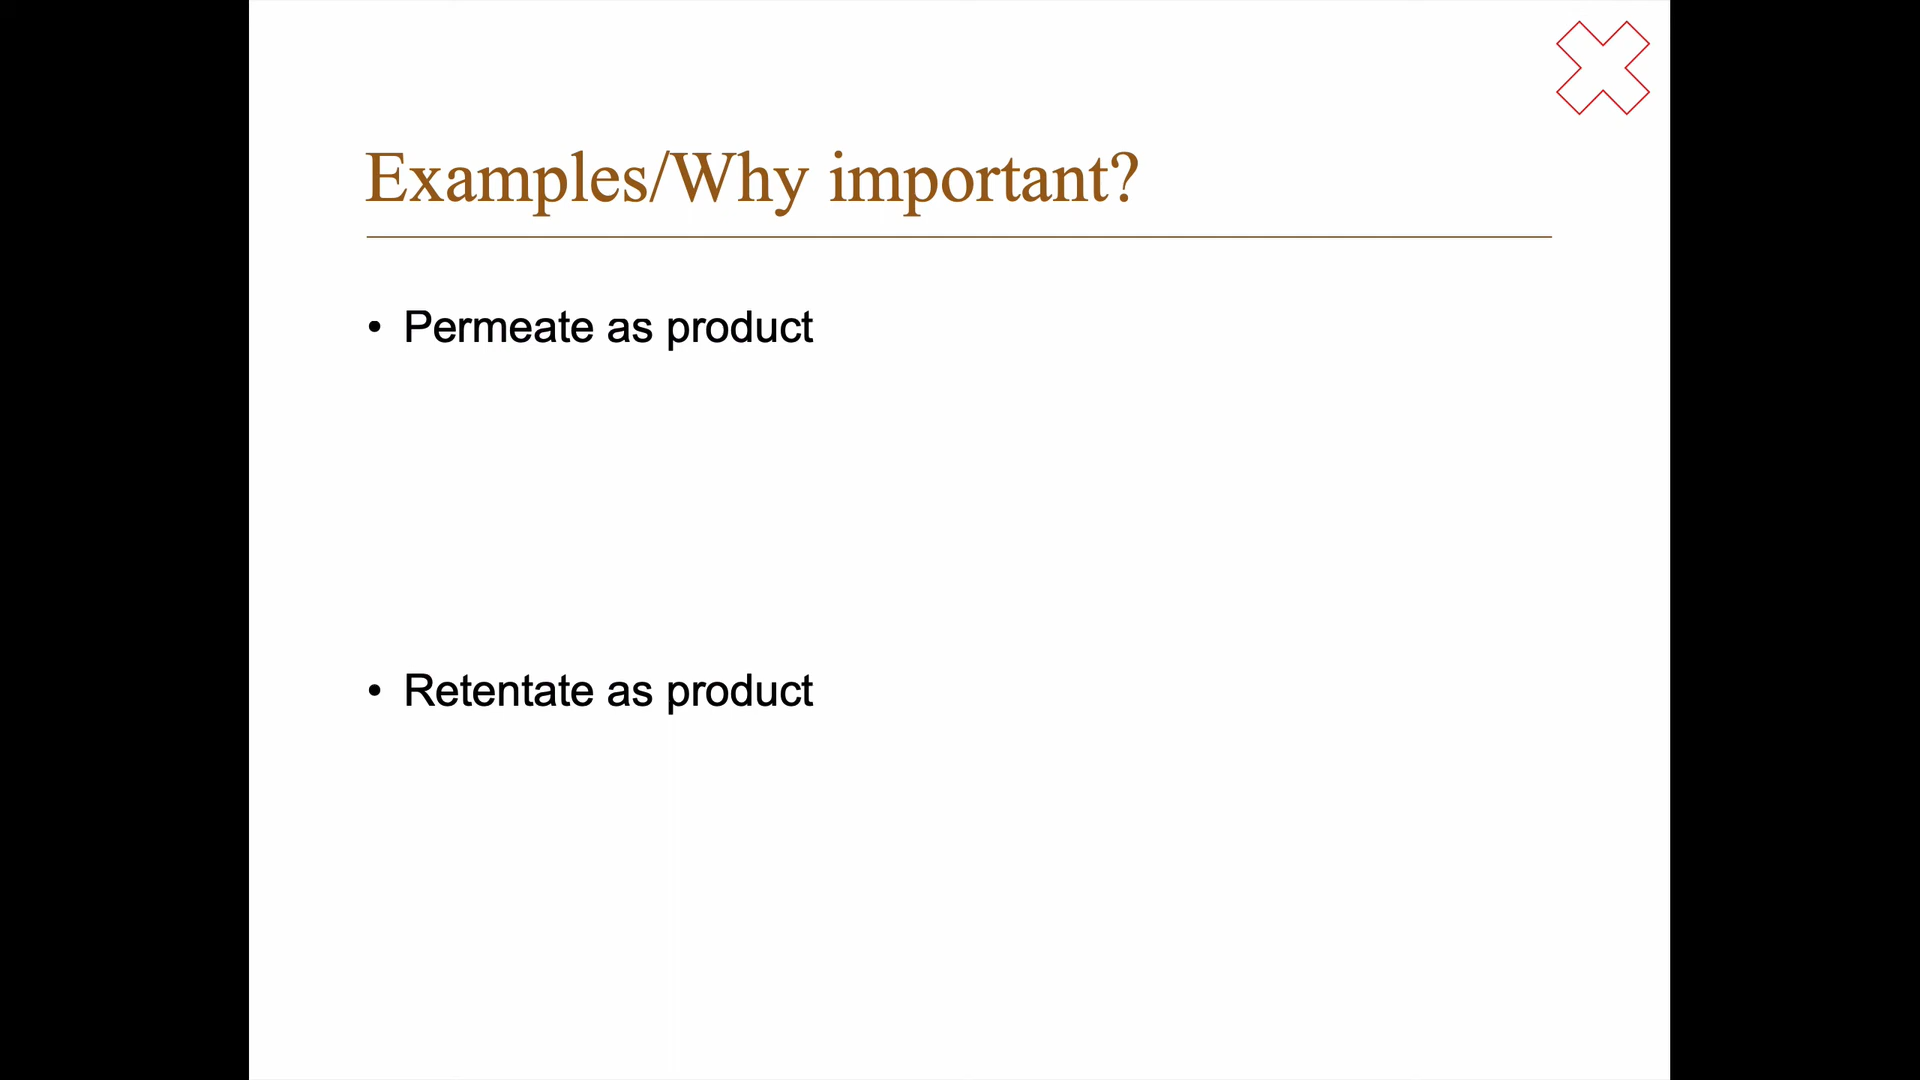 Examples/Why important?
• Permeate as product
• Retentate as product